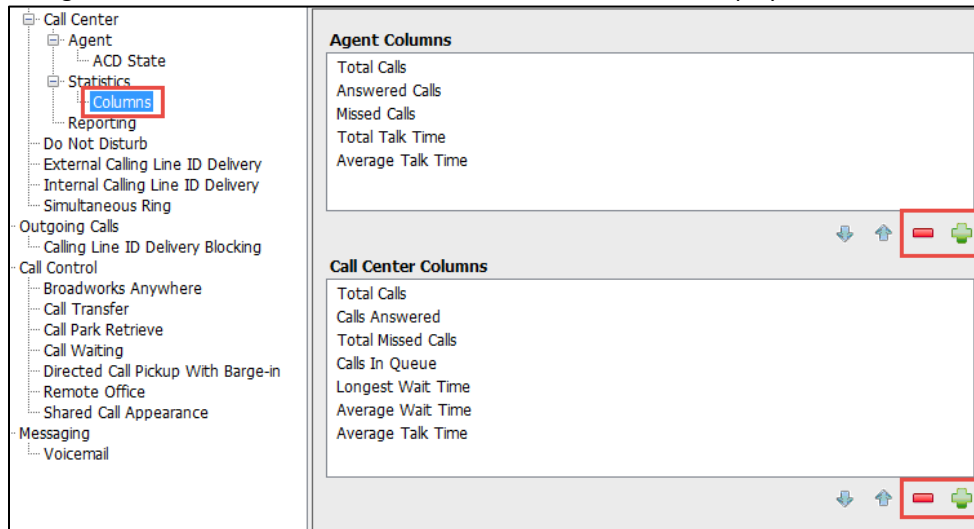 Call Center
Agent
ACD State
Statistics
Columns
Reporting
Do Not Disturb
External Calling Line ID Delivery
Internal Calling Line ID Delivery
Simultaneous Ring
Outgoing Calls
Calling Line ID Delivery Blocking
Call Control
Broadworks Anywhere
Call Transfer
Call Park Retrieve
Call Waiting
Directed Call Pickup With Barge-in
Remote Office
Shared Call Appearance
Messaging
Voicemail
Agent Columns
Total Calls
Answered Calls
Missed Calls
Total Talk Time
Average Talk Time
Call Center Columns
Total Calls
Calls Answered
Total Missed Calls
Calls In Queue
Longest Wait Time
Average Wait Time
Average Talk Time